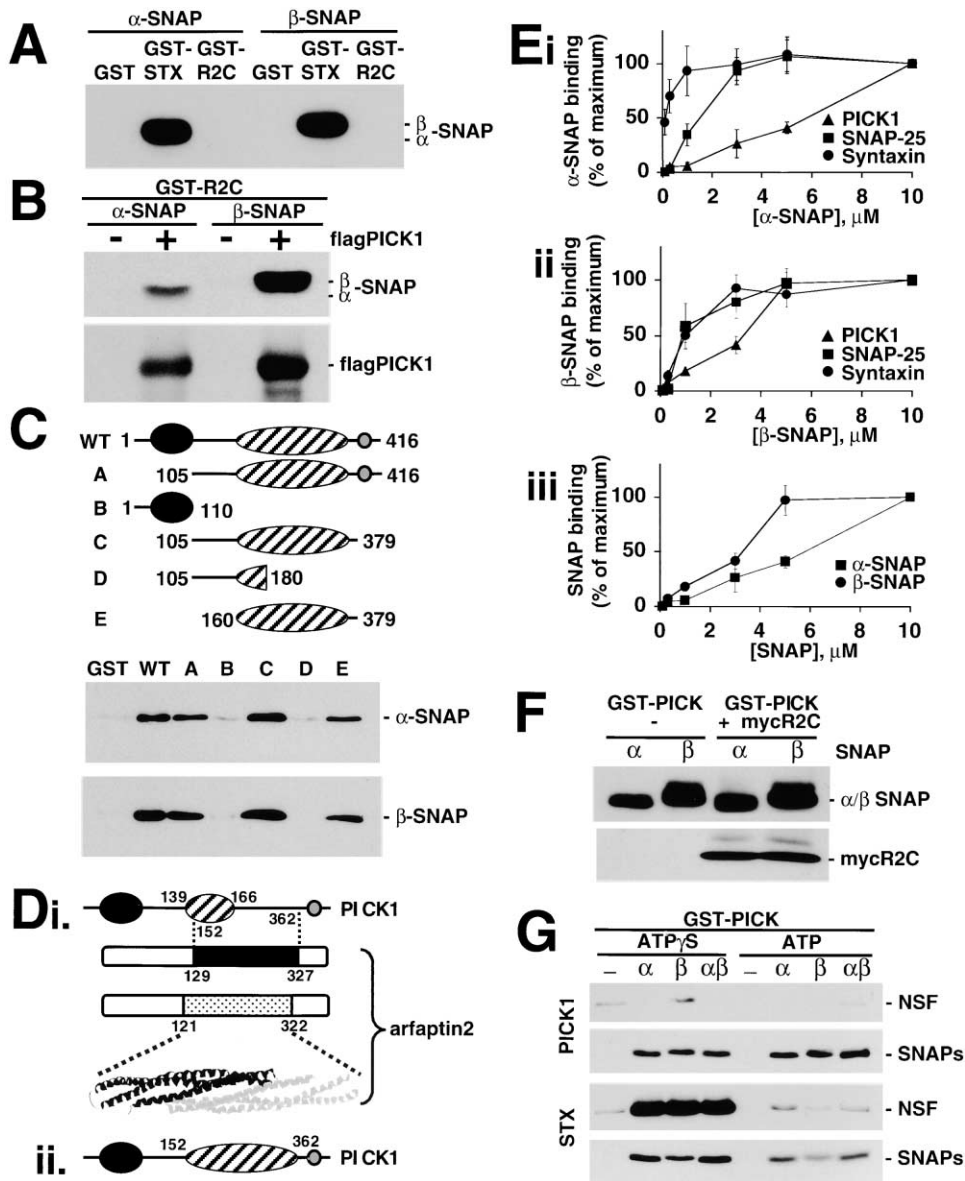 A
α-SNAP β-SNAP
GST GST-STX GST-R2C GST GST-STX GST-R2C
β
α -SNAP
B
GST-R2C
α-SNAP β-SNAP
- + - + flagPICK1
β
α -SNAP
- flagPICK1
C
WT 1 416
A 105 416
B 1 110
C 105 379
D 105 180
E 160 379
GST WT A B C D E
- α-SNAP
- β-SNAP
Di.
139 166 PICK1
152 362
129 327
121 322
arfaptin2
ii.
152 362 PICK1
Ei
α-SNAP binding
(% of maximum)
100
50
0
PICK1
SNAP-25
Syntaxin
0 2 4 6 8 10
[α-SNAP], μM
ii
β-SNAP binding
(% of maximum)
100
50
0
PICK1
SNAP-25
Syntaxin
0 2 4 6 8 10
[β-SNAP], μM
iii
SNAP binding
(% of maximum)
100
50
0
α-SNAP
β-SNAP
0 2 4 6 8 10
[SNAP], μM
F
GST-PICK GST-PICK
- + mycR2C
α β α β SNAP
- α/β SNAP
- mycR2C
G
GST-PICK
ATPγS ATP
– α β αβ – α β αβ
PICK1
- NSF
- SNAPs
STX
- NSF
- SNAPs